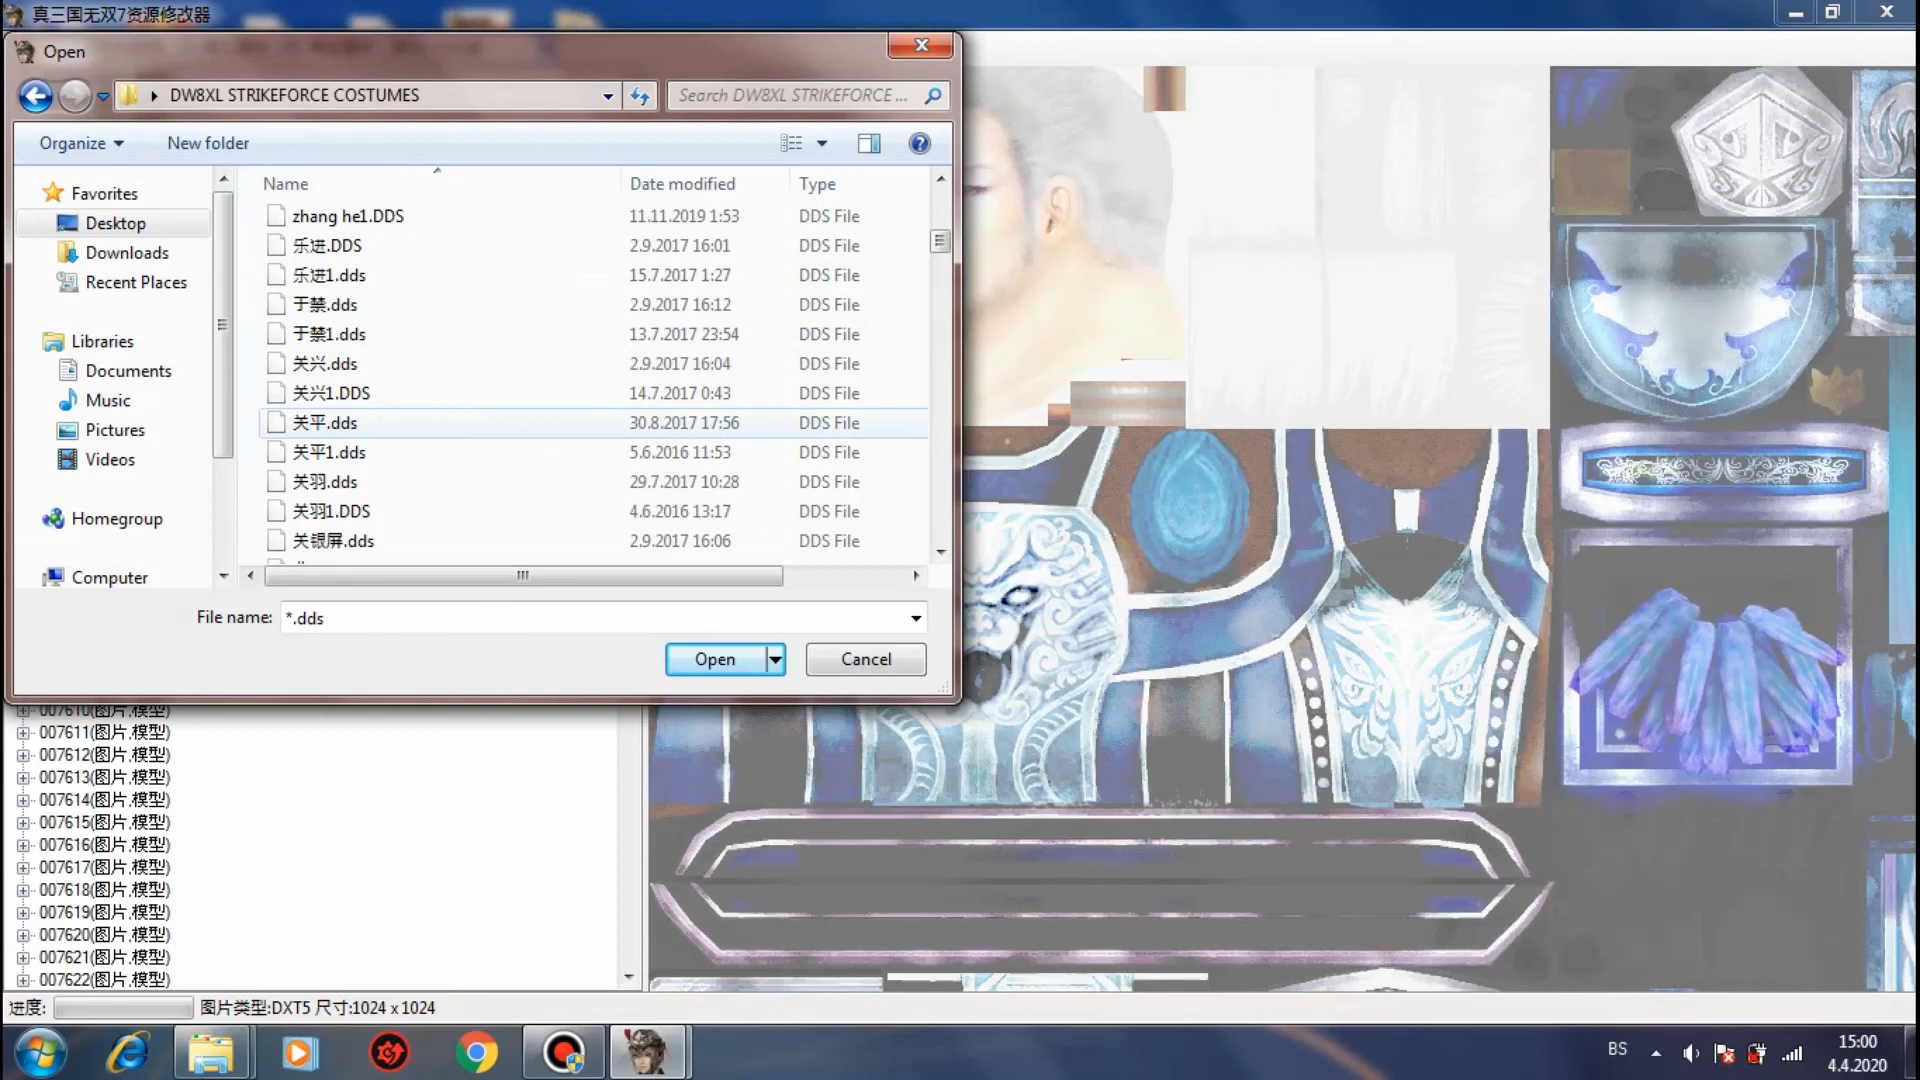 真三国无双7资源修改器
Open
DW8XL STRIKEFORCE COSTUMES
Search DW8XL STRIKEFORCE ...
Organize
New folder
Name
Date modified
Type
Favorites
Desktop
Downloads
Recent Places
Libraries
Documents
Music
Pictures
Videos
Homegroup
Computer
zhang he1.DDS 11.11.2019 1:53 DDS File
乐进.DDS 2.9.2017 16:01 DDS File
乐进1.dds 15.7.2017 1:27 DDS File
于禁.dds 2.9.2017 16:12 DDS File
于禁1.dds 13.7.2017 23:54 DDS File
关兴.dds 2.9.2017 16:04 DDS File
关兴1.DDS 14.7.2017 0:43 DDS File
关平.dds 30.8.2017 17:56 DDS File
关平1.dds 5.6.2016 11:53 DDS File
关羽.dds 29.7.2017 10:28 DDS File
关羽1.DDS 4.6.2016 13:17 DDS File
关银屏.dds 2.9.2017 16:06 DDS File
File name: *.dds
Open
Cancel
007610(图片,模型)
007611(图片,模型)
007612(图片,模型)
007613(图片,模型)
007614(图片,模型)
007615(图片,模型)
007616(图片,模型)
007617(图片,模型)
007618(图片,模型)
007619(图片,模型)
007620(图片,模型)
007621(图片,模型)
007622(图片,模型)
进度:
图片类型:DXT5 尺寸:1024 x 1024
BS
15:00
4.4.2020